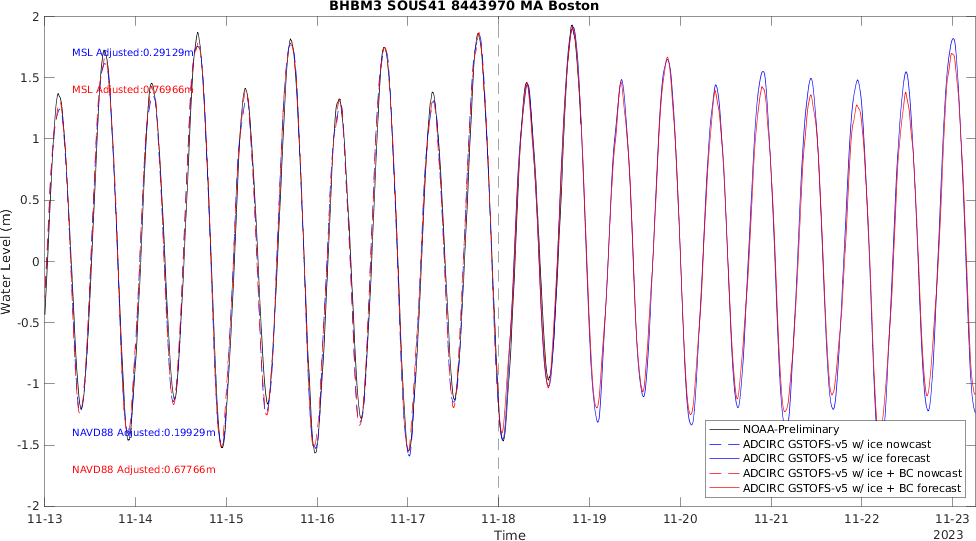 BHBM3 SOUS41 8443970 MA Boston
2
1.5
1
0.5
0
-0.5
-1
-1.5
-2
Water Level (m)
MSL Adjusted:0.29129m
MSL Adjusted:0.76966m
NAVD88 Adjusted:0.19929m
NAVD88 Adjusted:0.67766m
NOAA-Preliminary
ADCIRC GSTOFS-v5 w/ ice nowcast
ADCIRC GSTOFS-v5 w/ ice forecast
ADCIRC GSTOFS-v5 w/ ice + BC nowcast
ADCIRC GSTOFS-v5 w/ ice + BC forecast
11-13 11-14 11-15 11-16 11-17 11-18 11-19 11-20 11-21 11-22 11-23
2023
Time